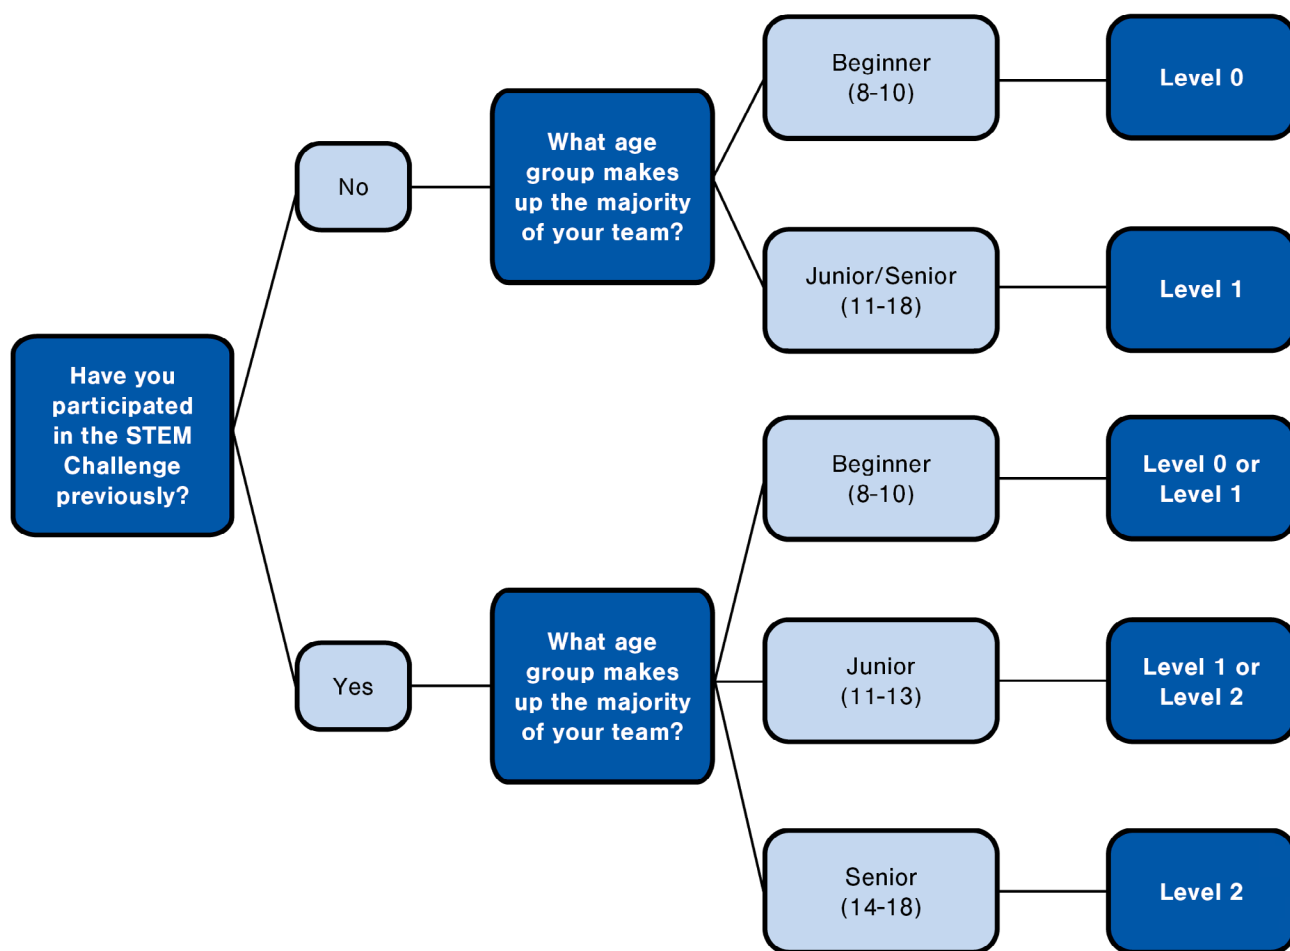 Have you
participated
in the STEM
Challenge
previously?
No
What age
group makes
up the majority
of your team?
Beginner
(8-10)
Level 0
Junior/Senior
(11-18)
Level 1
Yes
What age
group makes
up the majority
of your team?
Beginner
(8-10)
Level 0 or
Level 1
Junior
(11-13)
Level 1 or
Level 2
Senior
(14-18)
Level 2